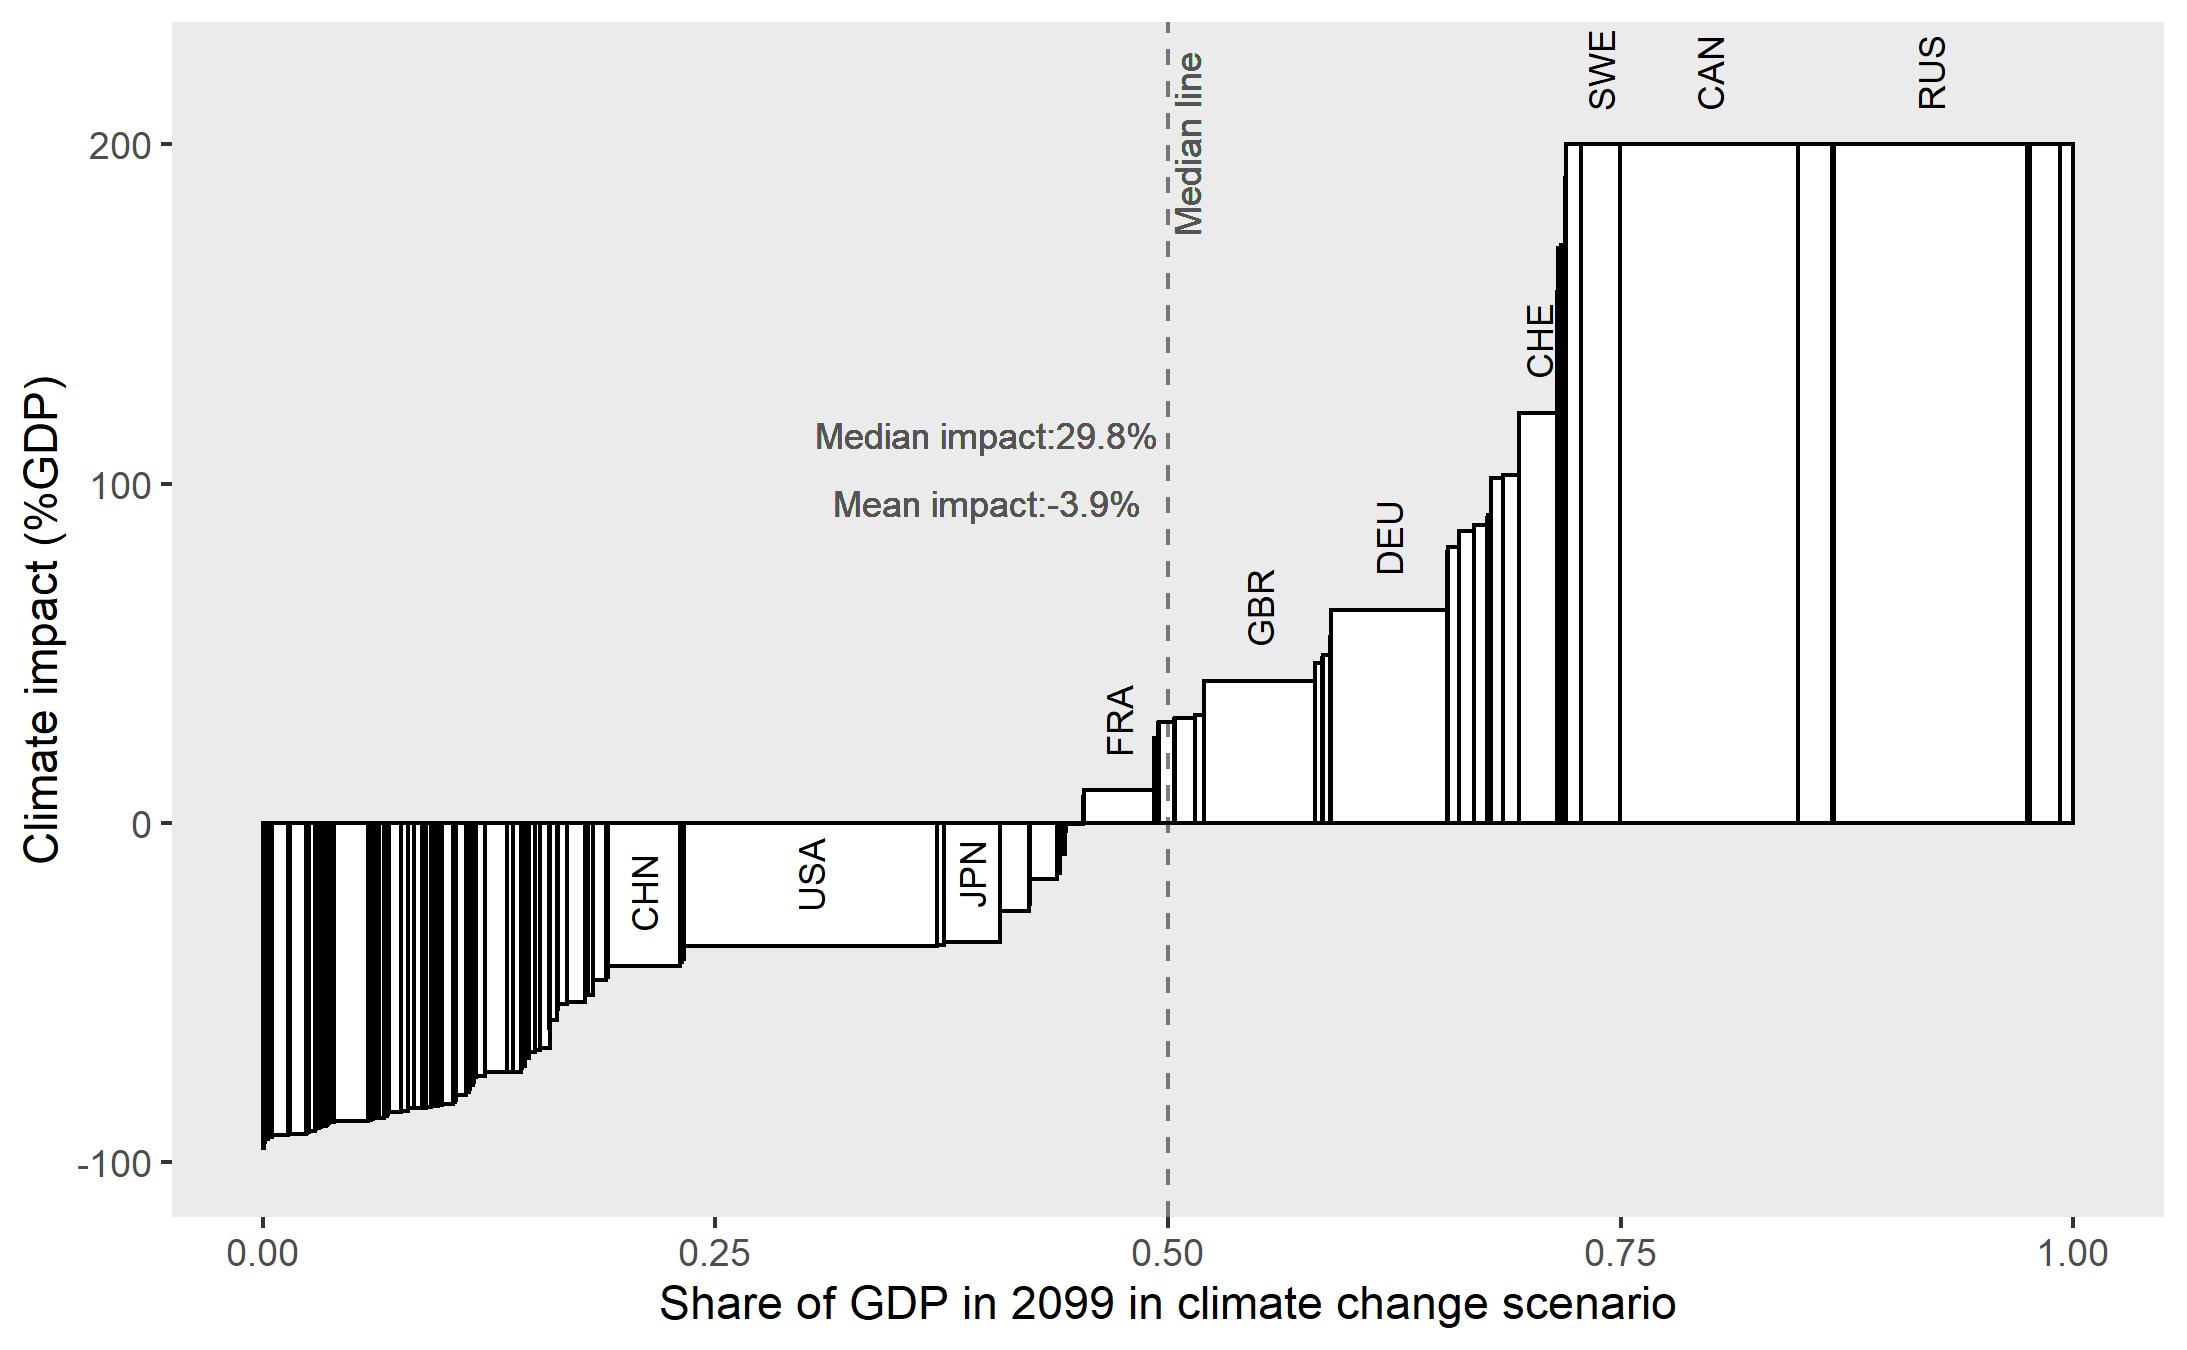 SWE
CAN
RUS
Median line
200
CHE
Median impact:29.8%
100
Mean impact:-3.9%
DEU
GBR
FRA
Climate impact (%GDP)
0
CHN
USA
JPN
-100
0.00
0.25
0.50
0.75
1.00
Share of GDP in 2099 in climate change scenario